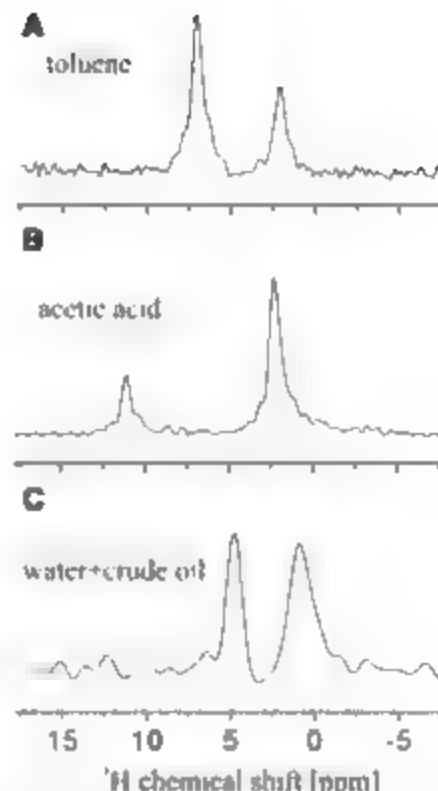 A
toluene
B
acetic acid
C
water+crude oil
15 10 5 0 -5
¹H chemical shift [ppm]